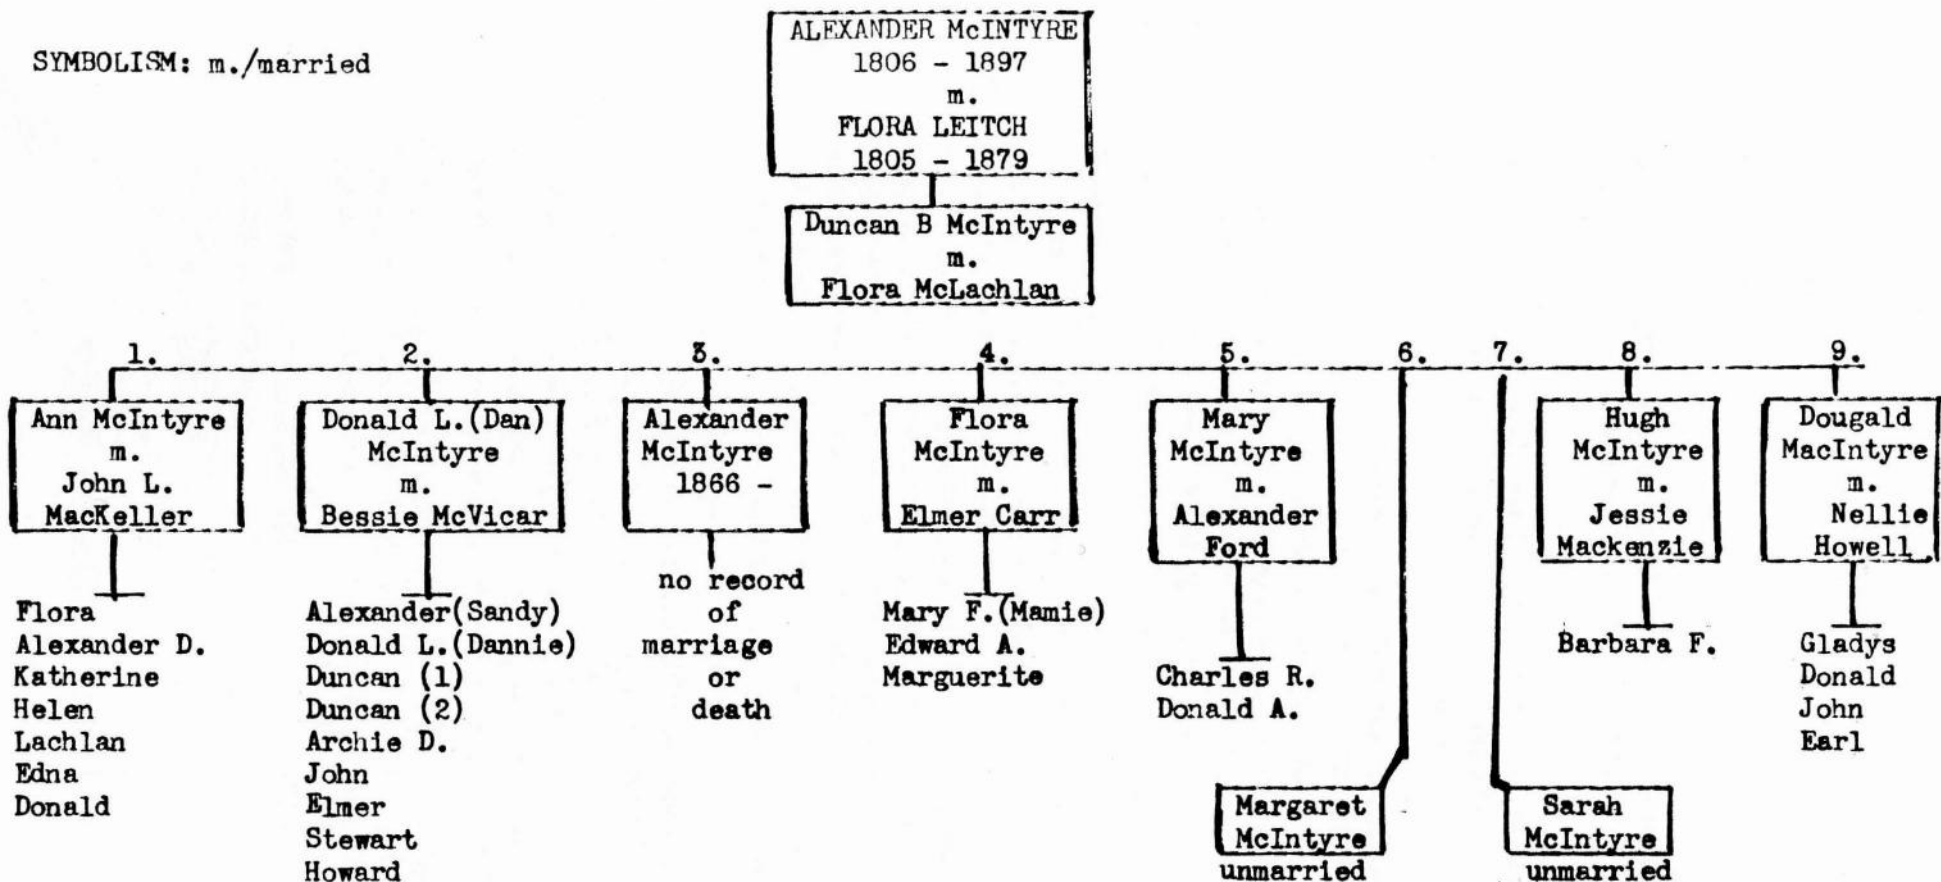 SYMBOLISM: m./married
ALEXANDER McINTYRE
1806 - 1897
m.
FLORA LEITCH
1805 - 1879
Duncan B McIntyre
m.
Flora McLachlan
1.
Ann McIntyre
m.
John L.
MacKeller
Flora
Alexander D.
Katherine
Helen
Lachlan
Edna
Donald
2.
Donald L.(Dan)
McIntyre
m.
Bessie McVicar
Alexander(Sandy)
Donald L.(Dannie)
Duncan (1)
Duncan (2)
Archie D.
John
Elmer
Stewart
Howard
3.
Alexander
McIntyre
1866 -
no record
of
marriage
or
death
4.
Flora
McIntyre
m.
Elmer Carr
Mary F.(Mamie)
Edward A.
Marguerite
5.
Mary
McIntyre
m.
Alexander
Ford
Charles R.
Donald A.
6.
Margaret
McIntyre
unmarried
7.
Sarah
McIntyre
unmarried
8.
Hugh
McIntyre
m.
Jessie
Mackenzie
Barbara F.
9.
Dougald
MacIntyre
m.
Nellie
Howell
Gladys
Donald
John
Earl